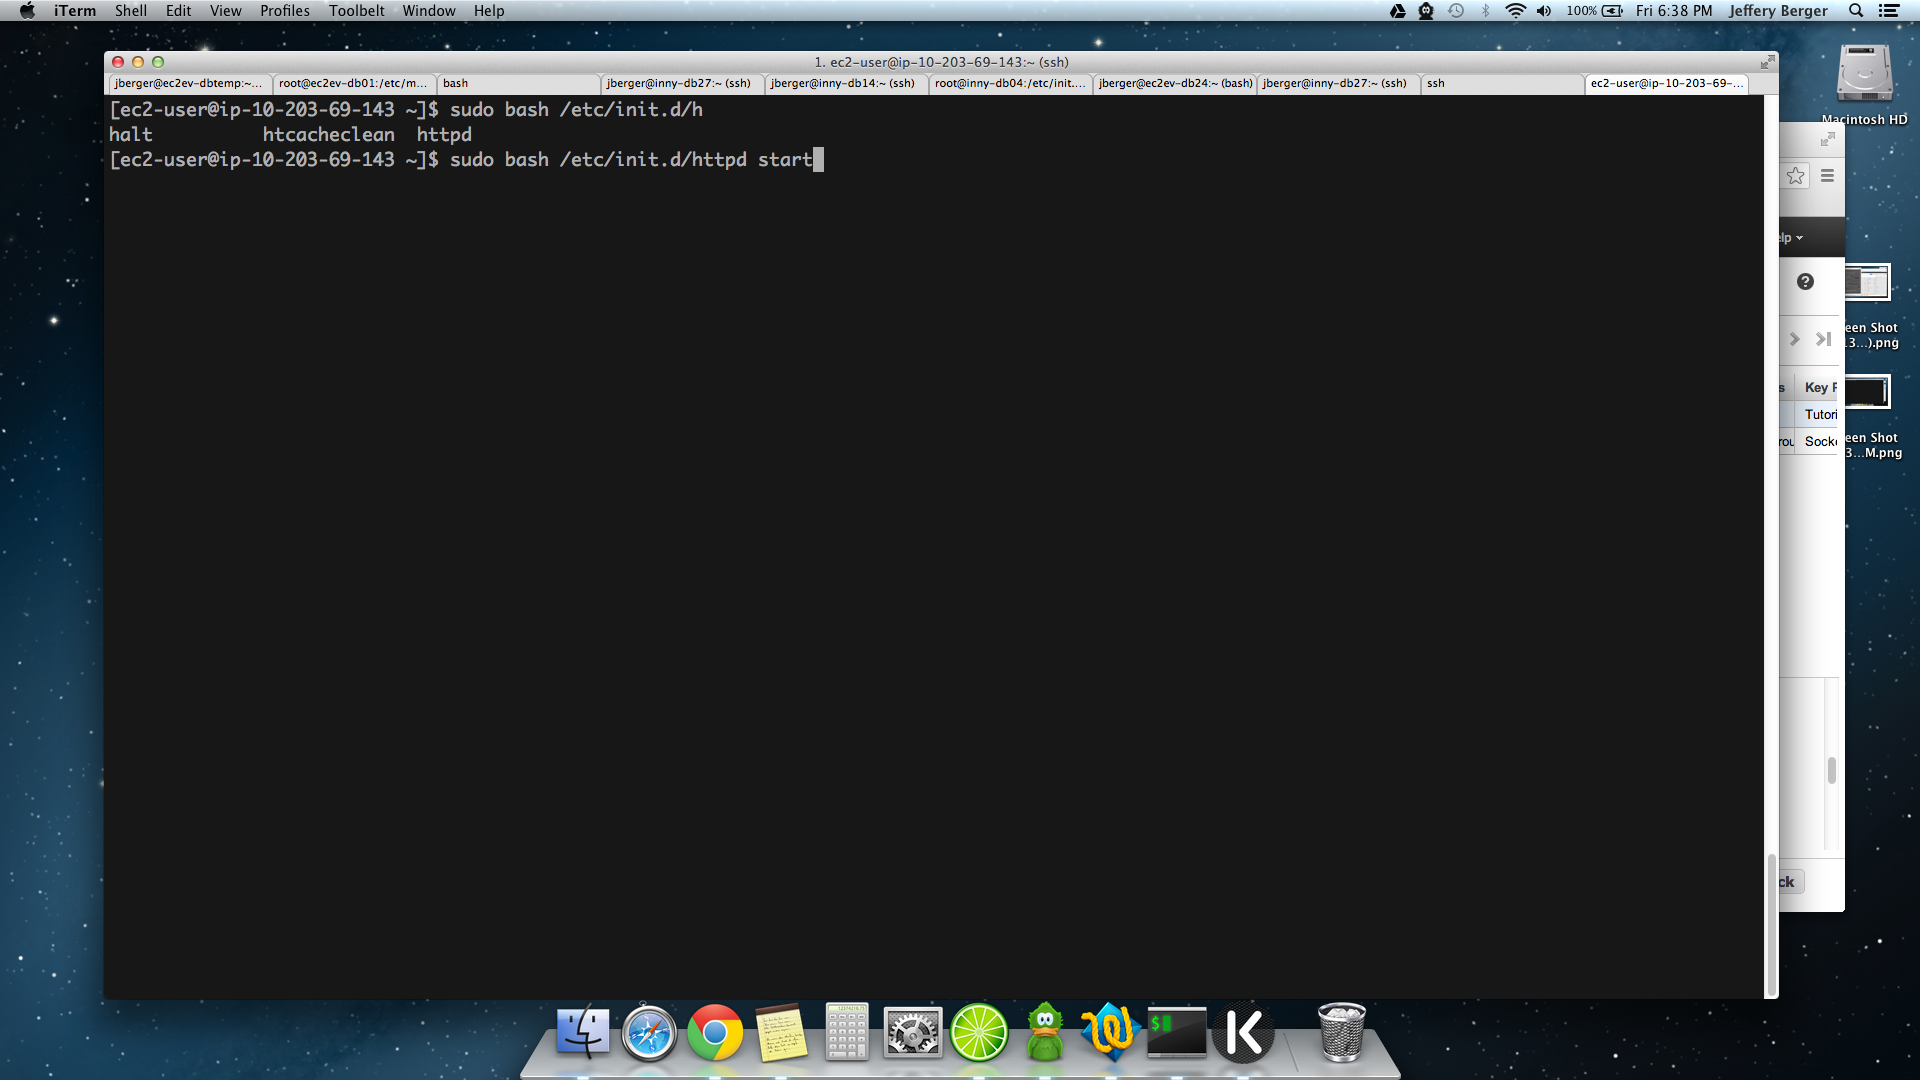 iTerm Shell Edit View Profiles Toolbelt Window Help 100% Fri 6:38 PM Jeffery Berger
1. ec2-user@ip-10-203-69-143:~ (ssh)
jberger@ec2ev-dbtemp:~... root@ec2ev-db01:/etc/m... bash jberger@inny-db27:~ (ssh) jberger@inny-db14:~ (ssh) root@inny-db04:/etc/init.... jberger@ec2ev-db24:~ (bash) jberger@inny-db27:~ (ssh) ssh ec2-user@ip-10-203-69-...
[ec2-user@ip-10-203-69-143 ~]$ sudo bash /etc/init.d/h
halt htcacheclean httpd
[ec2-user@ip-10-203-69-143 ~]$ sudo bash /etc/init.d/httpd start
Macintosh HD
elp
een Shot
13...).png
s Key P
Tutori
rou Socke
een Shot
3...M.png
ck
$
K